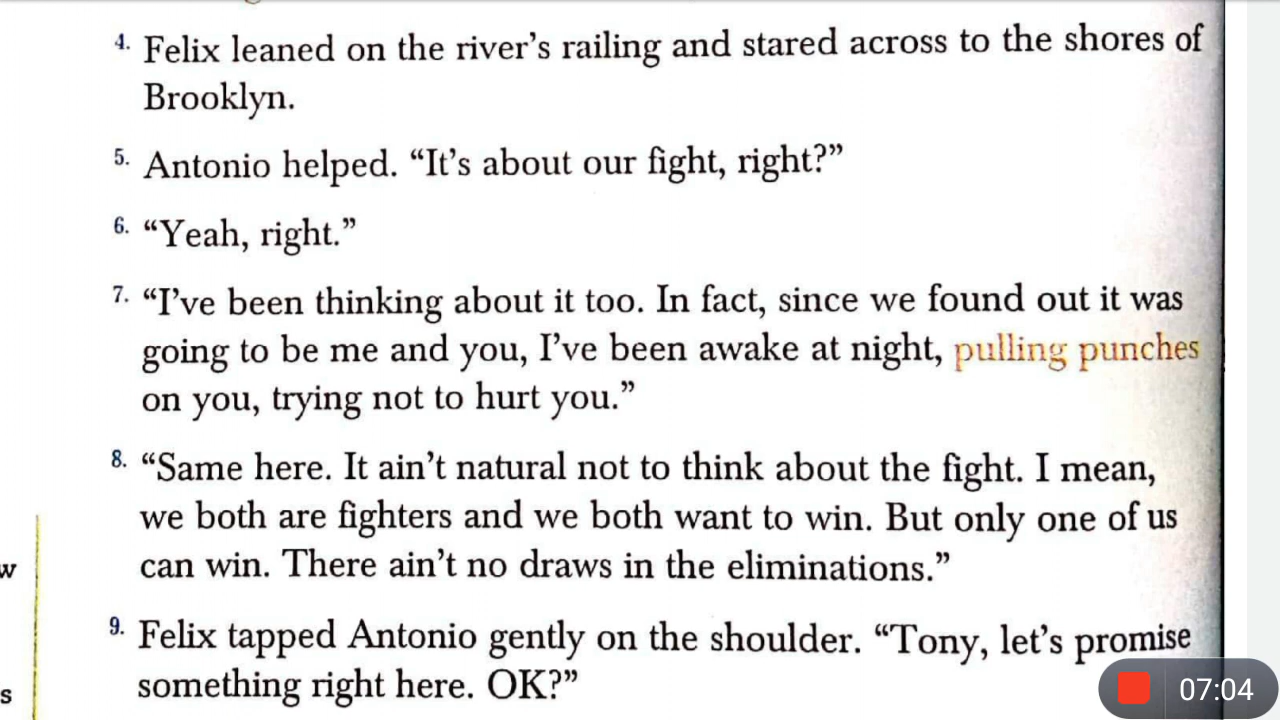 4. Felix leaned on the river’s railing and stared across to the shores of
Brooklyn.
5. Antonio helped. “It’s about our fight, right?”
6. “Yeah, right.”
7. “I’ve been thinking about it too. In fact, since we found out it was
going to be me and you, I’ve been awake at night, pulling punches
on you, trying not to hurt you.”
8. “Same here. It ain’t natural not to think about the fight. I mean,
we both are fighters and we both want to win. But only one of us
can win. There ain’t no draws in the eliminations.”
w
9. Felix tapped Antonio gently on the shoulder. “Tony, let’s promise
something right here. OK?”
s
07:04